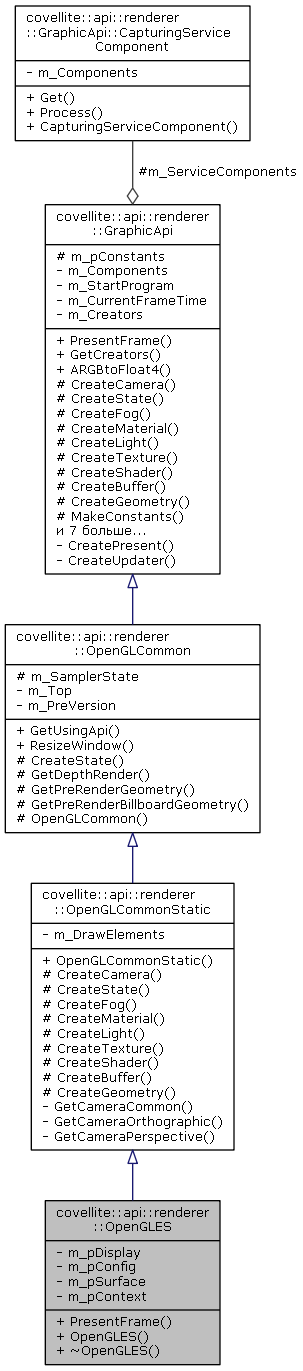 covellite::api::renderer
::GraphicApi::CapturingService
Component
- m_Components
+ Get()
+ Process()
+ CapturingServiceComponent()
#m_ServiceComponents
covellite::api::renderer
::GraphicApi
# m_pConstants
- m_Components
- m_StartProgram
- m_CurrentFrameTime
- m_Creators
+ PresentFrame()
+ GetCreators()
+ ARGBtoFloat4()
# CreateCamera()
# CreateState()
# CreateFog()
# CreateMaterial()
# CreateLight()
# CreateTexture()
# CreateShader()
# CreateBuffer()
# CreateGeometry()
# MakeConstants()
и 7 больше...
- CreatePresent()
- CreateUpdater()
covellite::api::renderer
::OpenGLCommon
# m_SamplerState
- m_Top
- m_PreVersion
+ GetUsingApi()
+ ResizeWindow()
# CreateState()
# GetDepthRender()
# GetPreRenderGeometry()
# GetPreRenderBillboardGeometry()
# OpenGLCommon()
covellite::api::renderer
::OpenGLCommonStatic
- m_DrawElements
+ OpenGLCommonStatic()
# CreateCamera()
# CreateState()
# CreateFog()
# CreateMaterial()
# CreateLight()
# CreateTexture()
# CreateShader()
# CreateBuffer()
# CreateGeometry()
- GetCameraCommon()
- GetCameraOrthographic()
- GetCameraPerspective()
covellite::api::renderer
::OpenGLES
- m_pDisplay
- m_pConfig
- m_pSurface
- m_pContext
+ PresentFrame()
+ OpenGLES()
+ ~OpenGLES()